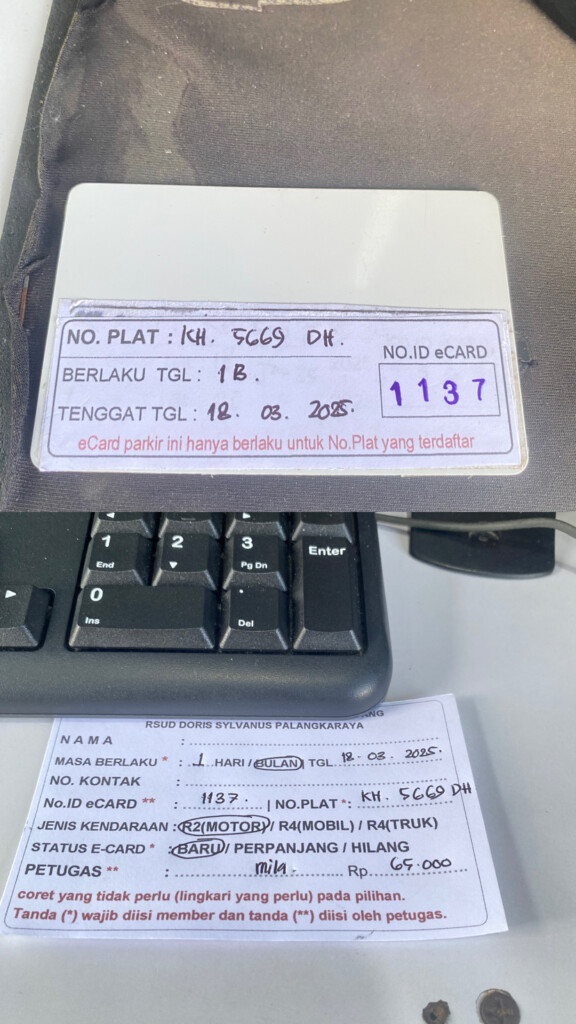 NO. PLAT : KH. 5669 DH.
NO.ID eCARD
BERLAKU TGL : 1 B.
1137
TENGGAT TGL : 18. 03. 2025.
eCard parkir ini hanya berlaku untuk No.Plat yang terdaftar
1
End
2
3
Pg Dn
Enter
0
Ins
.
Del
RSUD DORIS SYLVANUS PALANGKARAYA
NAMA :
MASA BERLAKU * : 1 HARI / BULAN / TGL 18-03. 2025.
NO. KONTAK :
No.ID eCARD ** : 1137. | NO.PLAT *: KH. 5669 DH
JENIS KENDARAAN : R2(MOTOR) / R4(MOBIL) / R4(TRUK)
STATUS E-CARD * : BARU / PERPANJANG / HILANG
PETUGAS ** : mila. Rp. 65.000
coret yang tidak perlu (lingkari yang perlu) pada pilihan.
Tanda (*) wajib diisi member dan tanda (**) diisi oleh petugas.